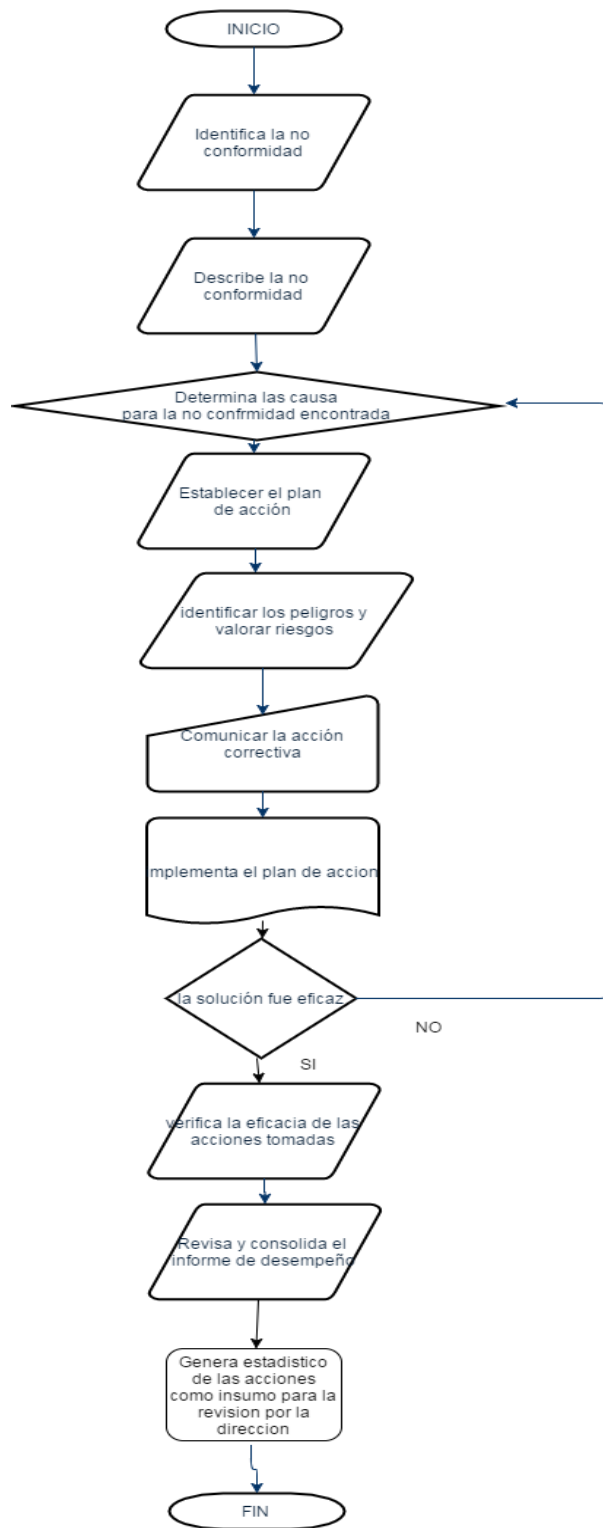 INICIO
Identifica la no
conformidad
Describe la no
conformidad
Determina las causa
para la no confrmidad encontrada
Establecer el plan
de acción
identificar los peligros y
valorar riesgos
Comunicar la acción
correctiva
mplementa el plan de accion
la solución fue eficaz
NO
SI
verifica la eficacia de las
acciones tomadas
Revisa y consolida el
informe de desempeño
Genera estadistico
de las acciones
como insumo para la
revision por la
direccion
FIN